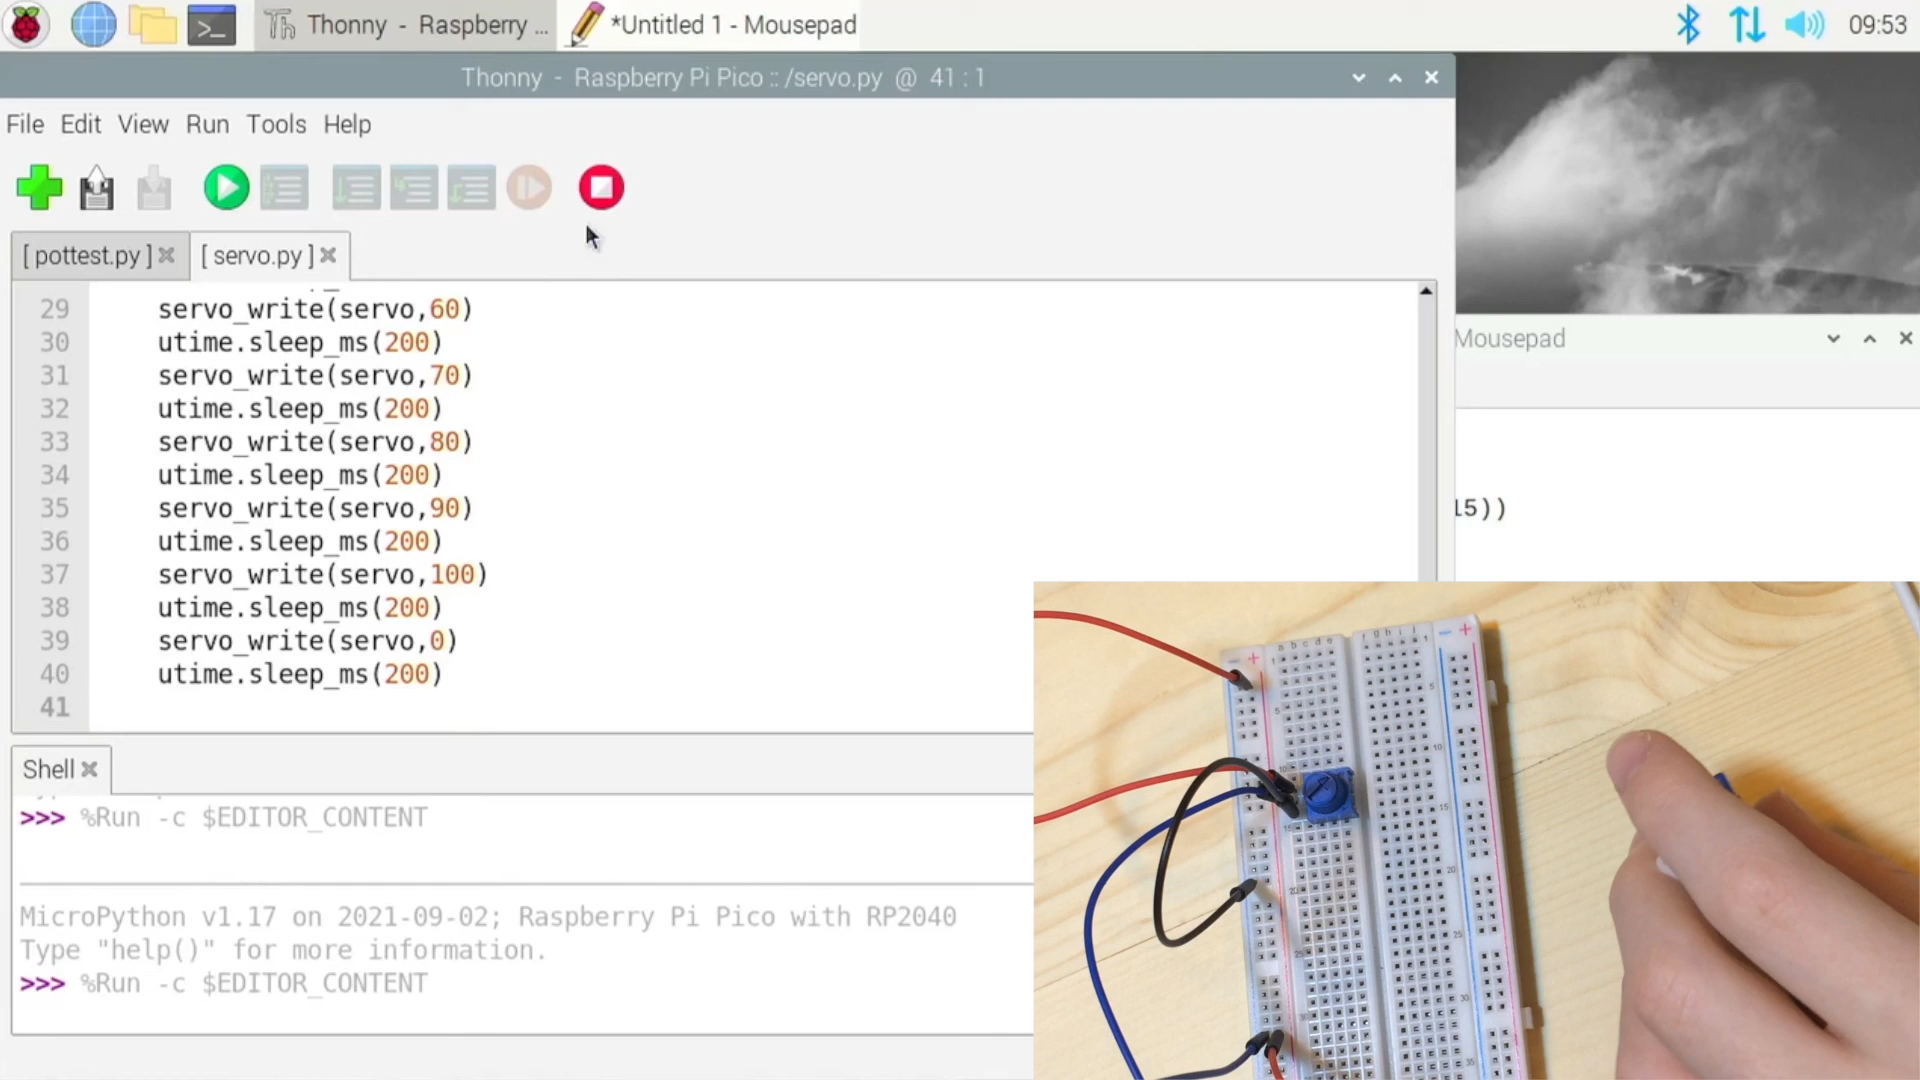 Thonny - Raspberry ...
*Untitled 1 - Mousepad
09:53
Thonny - Raspberry Pi Pico :: /servo.py @ 41 : 1
File Edit View Run Tools Help
[ pottest.py ]
[ servo.py ]
29 servo_write(servo,60)
30 utime.sleep_ms(200)
31 servo_write(servo,70)
32 utime.sleep_ms(200)
33 servo_write(servo,80)
34 utime.sleep_ms(200)
35 servo_write(servo,90)
36 utime.sleep_ms(200)
37 servo_write(servo,100)
38 utime.sleep_ms(200)
39 servo_write(servo,0)
40 utime.sleep_ms(200)
41
Mousepad
15))
Shell
>>> %Run -c $EDITOR_CONTENT
MicroPython v1.17 on 2021-09-02; Raspberry Pi Pico with RP2040
Type "help()" for more information.
>>> %Run -c $EDITOR_CONTENT